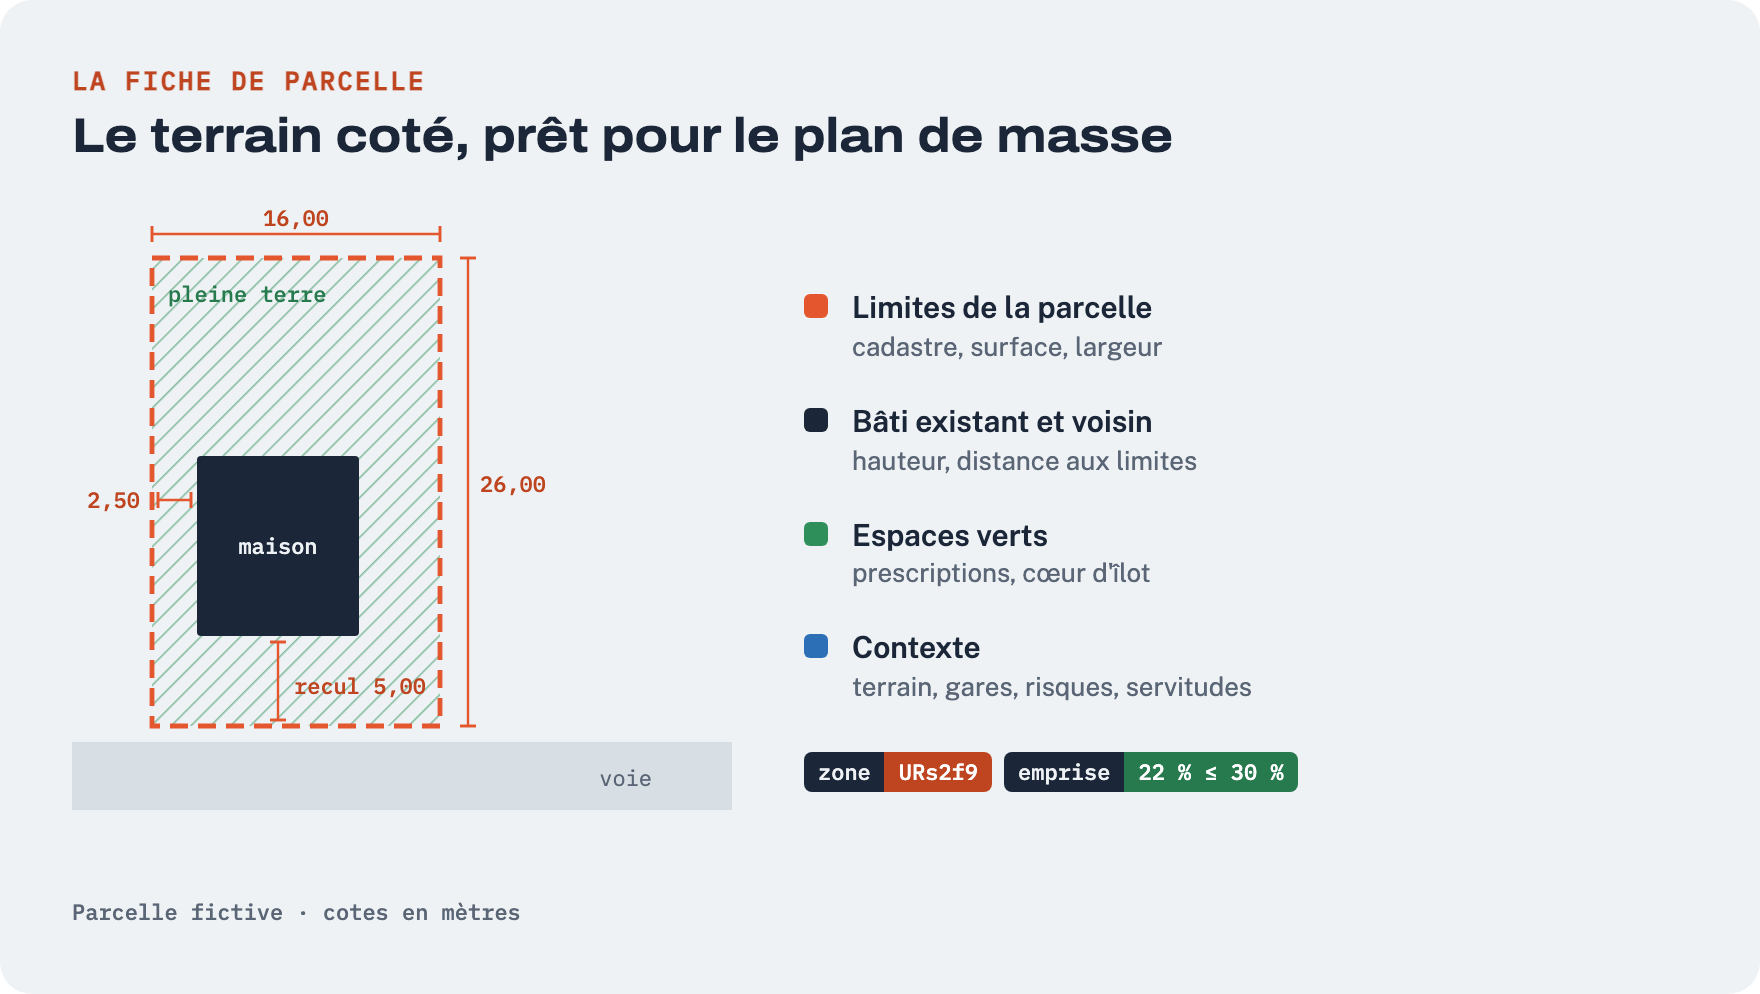 LA FICHE DE PARCELLE
Le terrain coté, prêt pour le plan de masse
16,00
pleine terre
2,50
26,00
maison
recul 5,00
voie
Limites de la parcelle
cadastre, surface, largeur
Bâti existant et voisin
hauteur, distance aux limites
Espaces verts
prescriptions, cœur d'îlot
Contexte
terrain, gares, risques, servitudes
zone URs2f9 emprise 22 % ≤ 30 %
Parcelle fictive · cotes en mètres